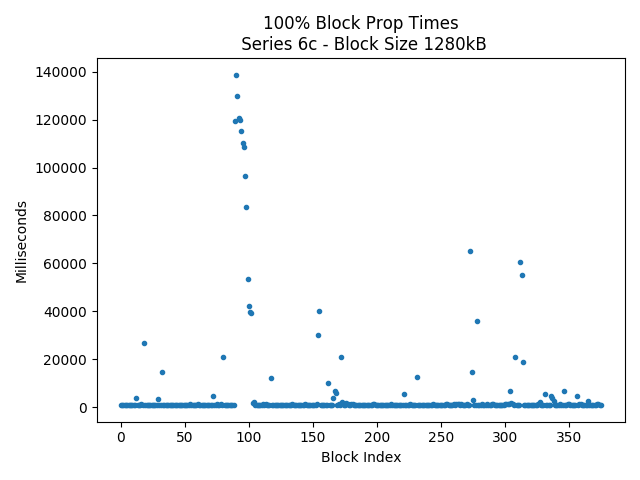 100% Block Prop Times
Series 6c - Block Size 1280kB
140000
120000
100000
80000
60000
40000
20000
0
Milliseconds
0 50 100 150 200 250 300 350
Block Index